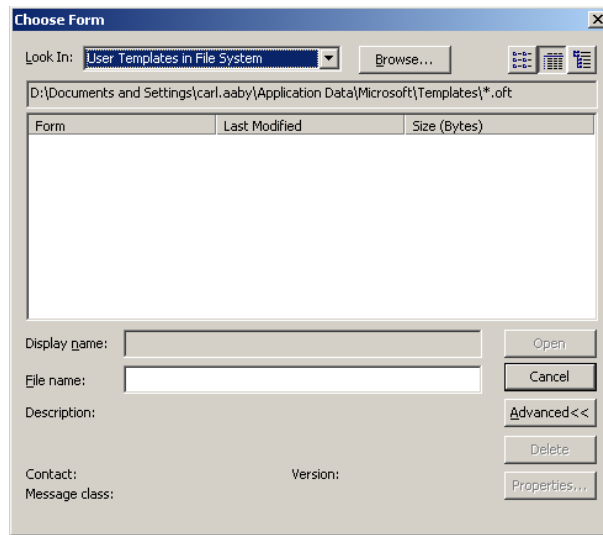 Choose Form
Look In: User Templates in File System Browse...
D:\Documents and Settings\carl.aaby\Application Data\Microsoft\Templates\*.oft
Form Last Modified Size (Bytes)
Display name: Open
File name: Cancel
Description: Advanced<<
Delete
Contact: Version:
Properties...
Message class: